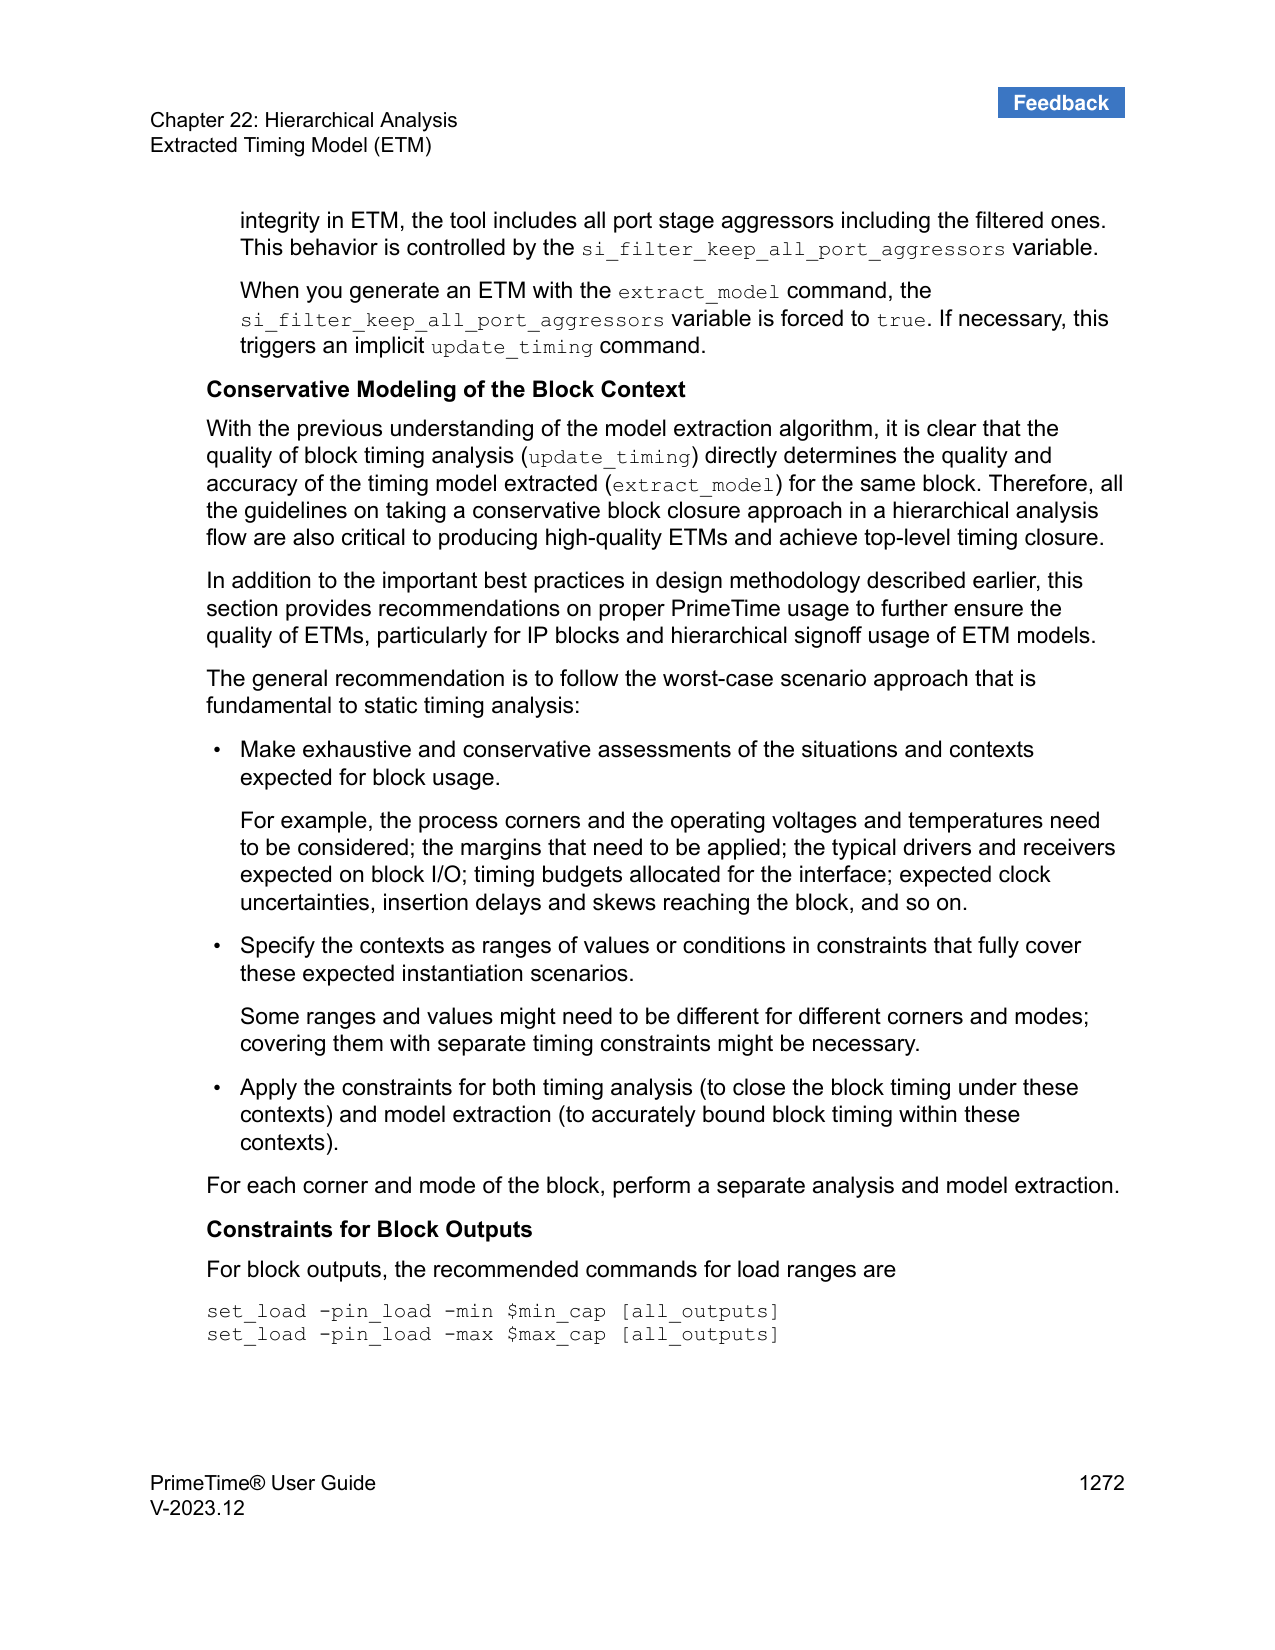 Feedback
Chapter 22: Hierarchical Analysis
Extracted Timing Model (ETM)
integrity in ETM, the tool includes all port stage aggressors including the filtered ones.
This behavior is controlled by the si_filter_keep_all_port_aggressors variable.
When you generate an ETM with the extract_model command, the
si_filter_keep_all_port_aggressors variable is forced to true. If necessary, this
triggers an implicit update_timing command.
Conservative Modeling of the Block Context
With the previous understanding of the model extraction algorithm, it is clear that the
quality of block timing analysis (update_timing) directly determines the quality and
accuracy of the timing model extracted (extract_model) for the same block. Therefore, all
the guidelines on taking a conservative block closure approach in a hierarchical analysis
flow are also critical to producing high-quality ETMs and achieve top-level timing closure.
In addition to the important best practices in design methodology described earlier, this
section provides recommendations on proper PrimeTime usage to further ensure the
quality of ETMs, particularly for IP blocks and hierarchical signoff usage of ETM models.
The general recommendation is to follow the worst-case scenario approach that is
fundamental to static timing analysis:
• Make exhaustive and conservative assessments of the situations and contexts
expected for block usage.
For example, the process corners and the operating voltages and temperatures need
to be considered; the margins that need to be applied; the typical drivers and receivers
expected on block I/O; timing budgets allocated for the interface; expected clock
uncertainties, insertion delays and skews reaching the block, and so on.
• Specify the contexts as ranges of values or conditions in constraints that fully cover
these expected instantiation scenarios.
Some ranges and values might need to be different for different corners and modes;
covering them with separate timing constraints might be necessary.
• Apply the constraints for both timing analysis (to close the block timing under these
contexts) and model extraction (to accurately bound block timing within these
contexts).
For each corner and mode of the block, perform a separate analysis and model extraction.
Constraints for Block Outputs
For block outputs, the recommended commands for load ranges are
set_load -pin_load -min $min_cap [all_outputs]
set_load -pin_load -max $max_cap [all_outputs]
PrimeTime® User Guide
1272
V-2023.12